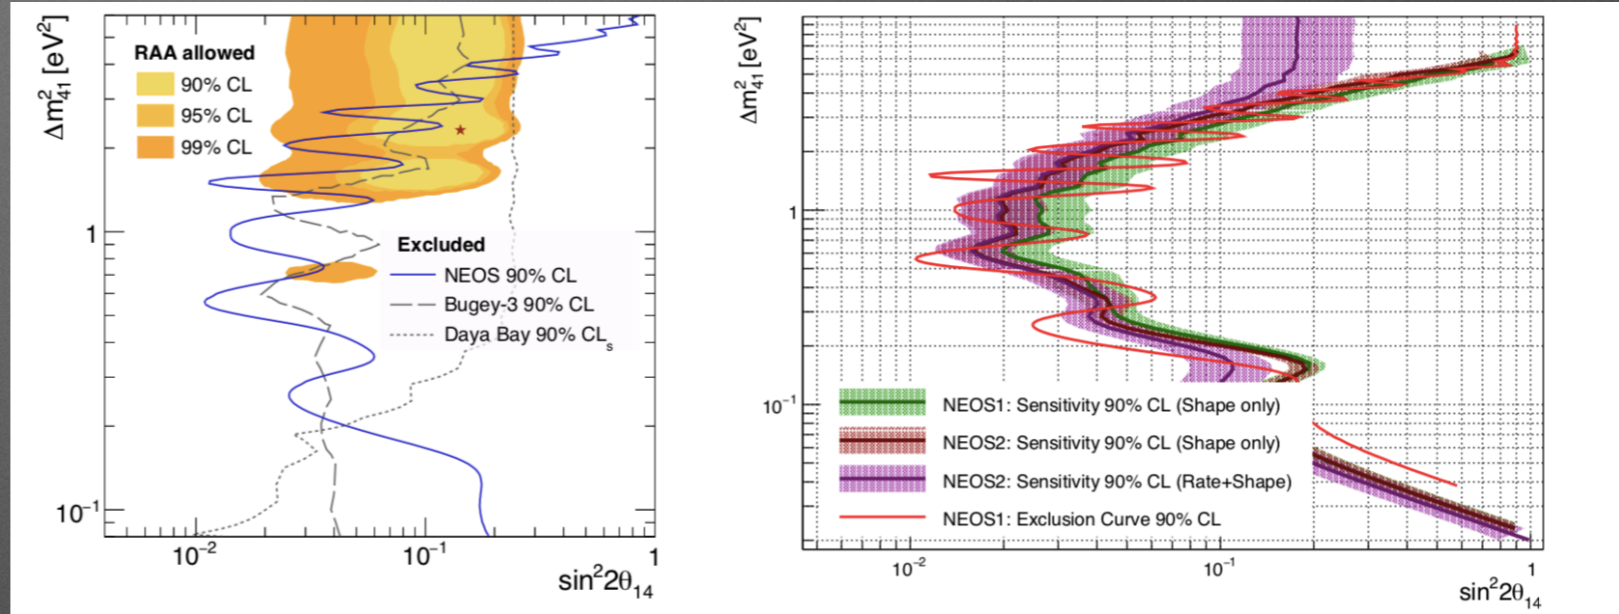 Δm²₄₁ [eV²]
RAA allowed
90% CL
95% CL
99% CL
1
Excluded
NEOS 90% CL
Bugey-3 90% CL
Daya Bay 90% CLₛ
10⁻¹
10⁻² 10⁻¹ 1
sin²2θ₁₄
Δm²₄₁ [eV²]
1
10⁻¹
NEOS1: Sensitivity 90% CL (Shape only)
NEOS2: Sensitivity 90% CL (Shape only)
NEOS2: Sensitivity 90% CL (Rate+Shape)
NEOS1: Exclusion Curve 90% CL
10⁻² 10⁻¹ 1
sin²2θ₁₄